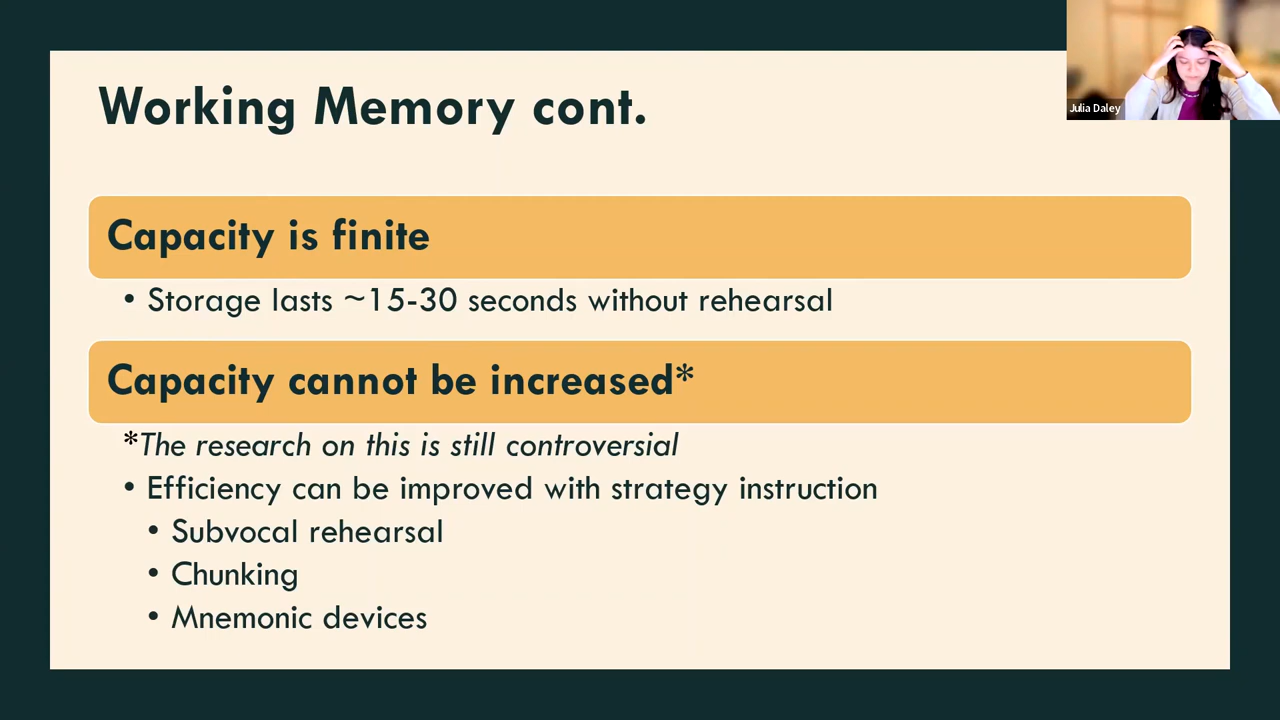 Working Memory cont.
Julia Daley
Capacity is finite
• Storage lasts ~15-30 seconds without rehearsal
Capacity cannot be increased*
*The research on this is still controversial
• Efficiency can be improved with strategy instruction
• Subvocal rehearsal
• Chunking
• Mnemonic devices